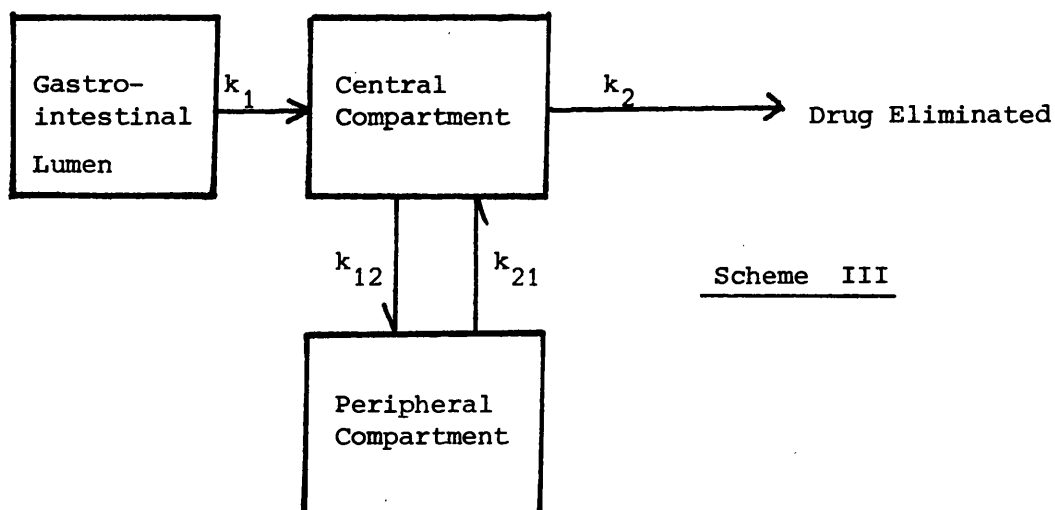 Gastro-
intestinal
Lumen
k1
Central
Compartment
k2
Drug Eliminated
k12
k21
Scheme III
Peripheral
Compartment